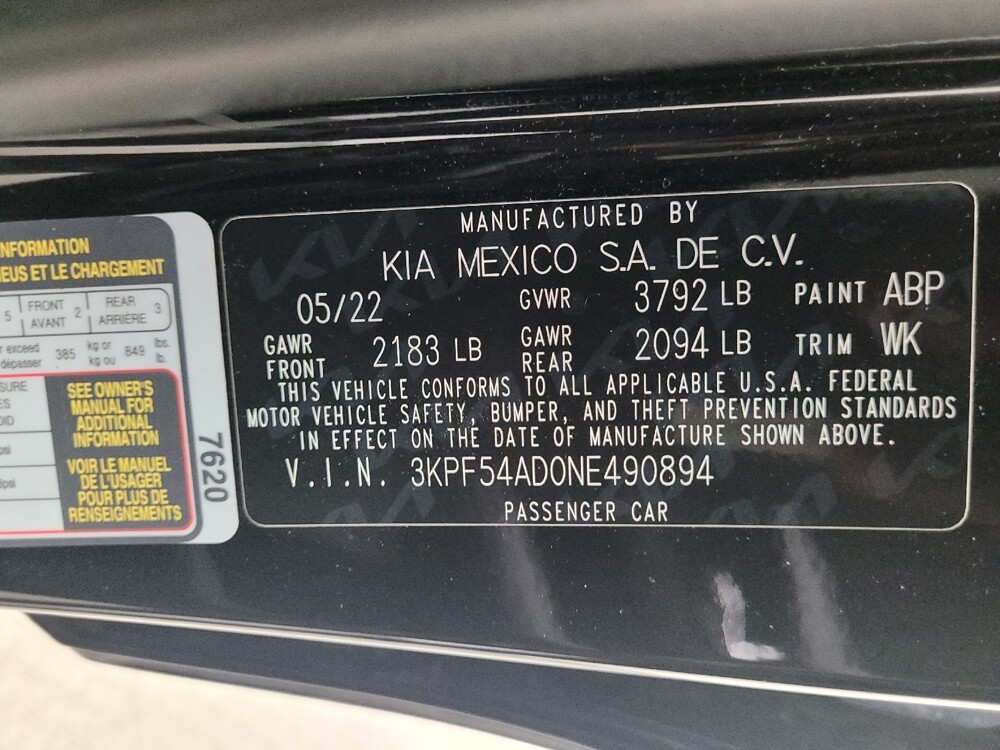 NFORMATION
EUS ET LE CHARGEMENT
5 FRONT AVANT 2 REAR ARRIÈRE 3
exceed
dépasser 385 kg or kg ou 849 lbs. lb.
SEE OWNER'S
MANUAL FOR
ADDITIONAL
INFORMATION
VOIR LE MANUEL
DE L'USAGER
POUR PLUS DE
RENSEIGNEMENTS
7620
MANUFACTURED BY
KIA MEXICO S.A. DE C.V.
05/22 GVWR 3792 LB PAINT ABP
GAWR FRONT 2183 LB GAWR REAR 2094 LB TRIM WK
THIS VEHICLE CONFORMS TO ALL APPLICABLE U.S.A. FEDERAL
MOTOR VEHICLE SAFETY, BUMPER, AND THEFT PREVENTION STANDARDS
IN EFFECT ON THE DATE OF MANUFACTURE SHOWN ABOVE.
V.I.N. 3KPF54AD0NE490894
PASSENGER CAR